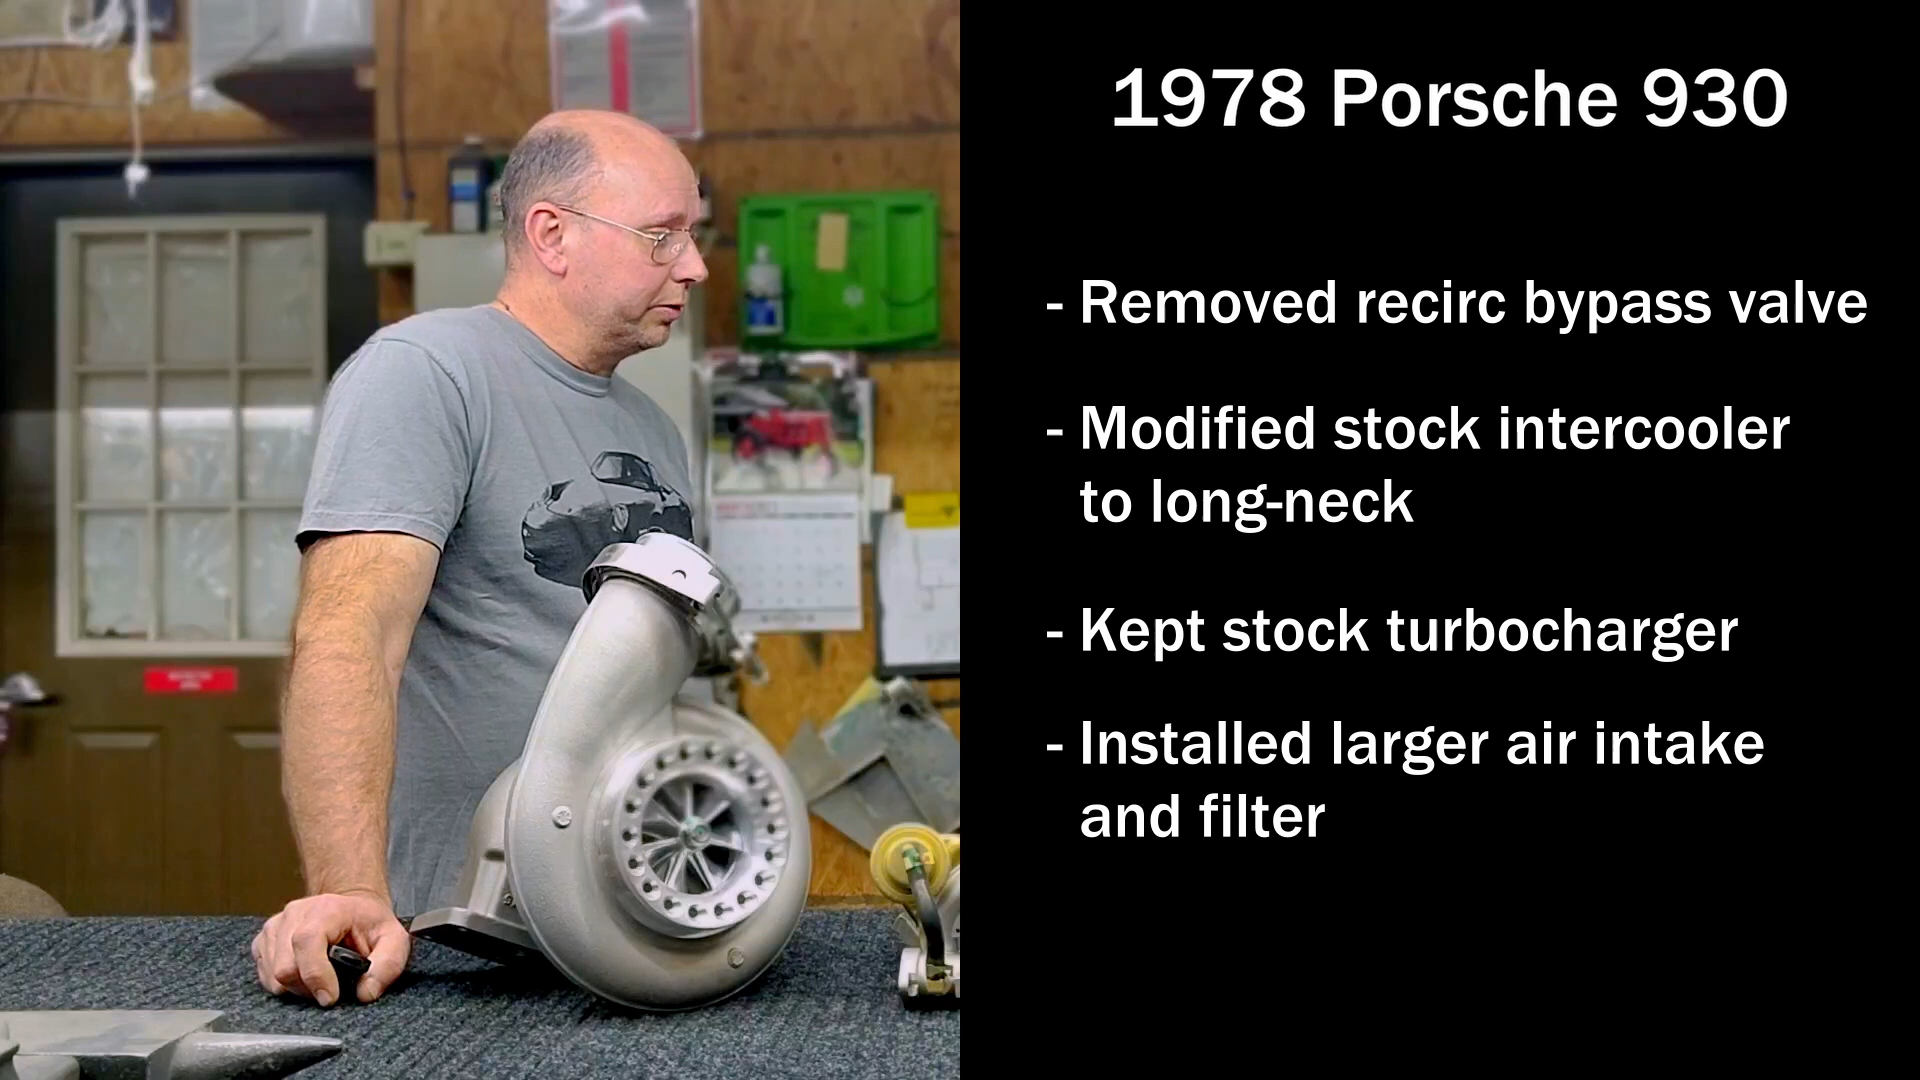 1978 Porsche 930
- Removed recirc bypass valve
- Modified stock intercooler
to long-neck
- Kept stock turbocharger
- Installed larger air intake
and filter